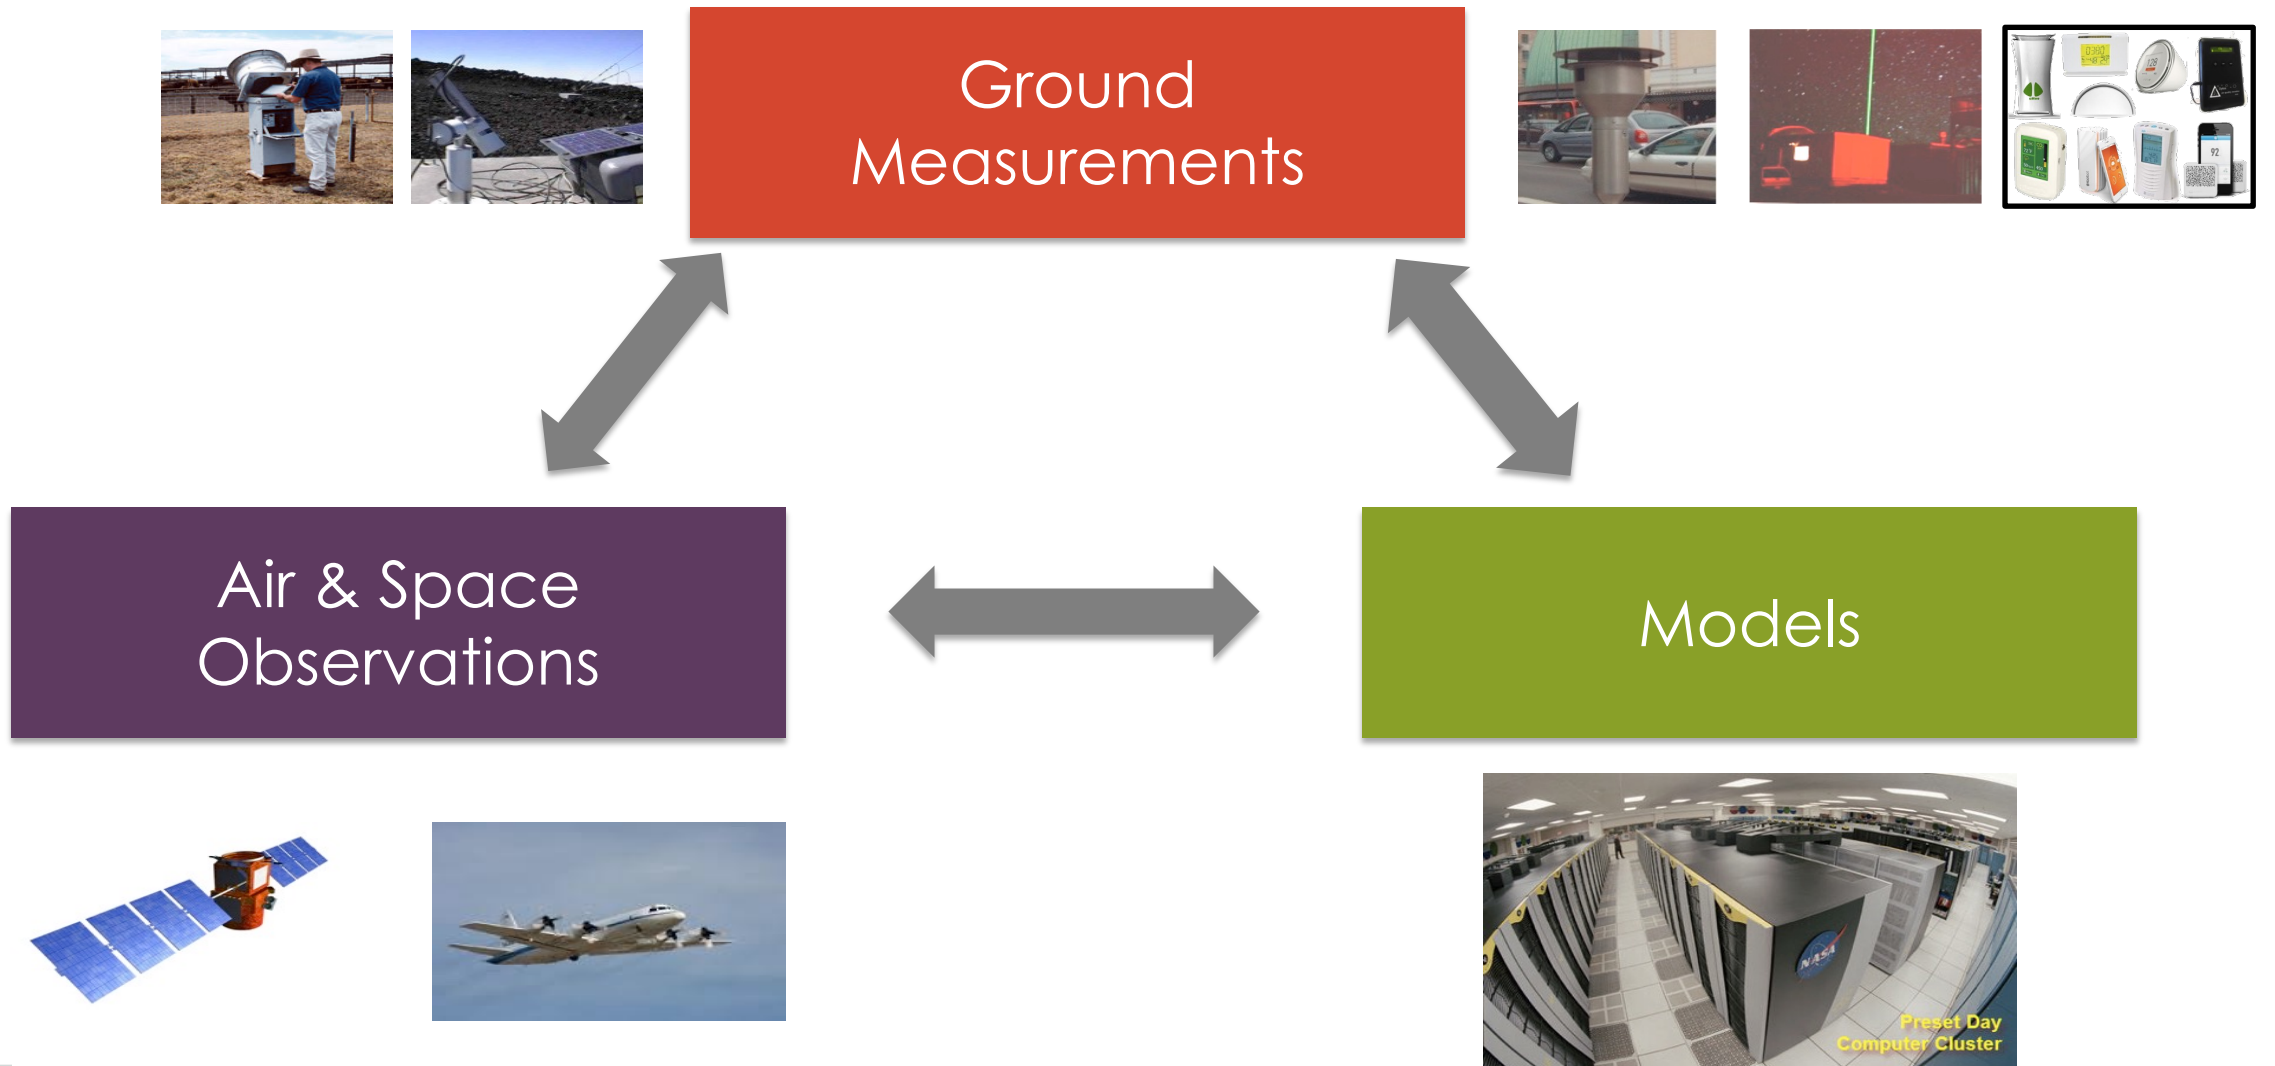 Ground
Measurements
Air & Space
Observations
Models
NASA
Preset Day
Computer Cluster